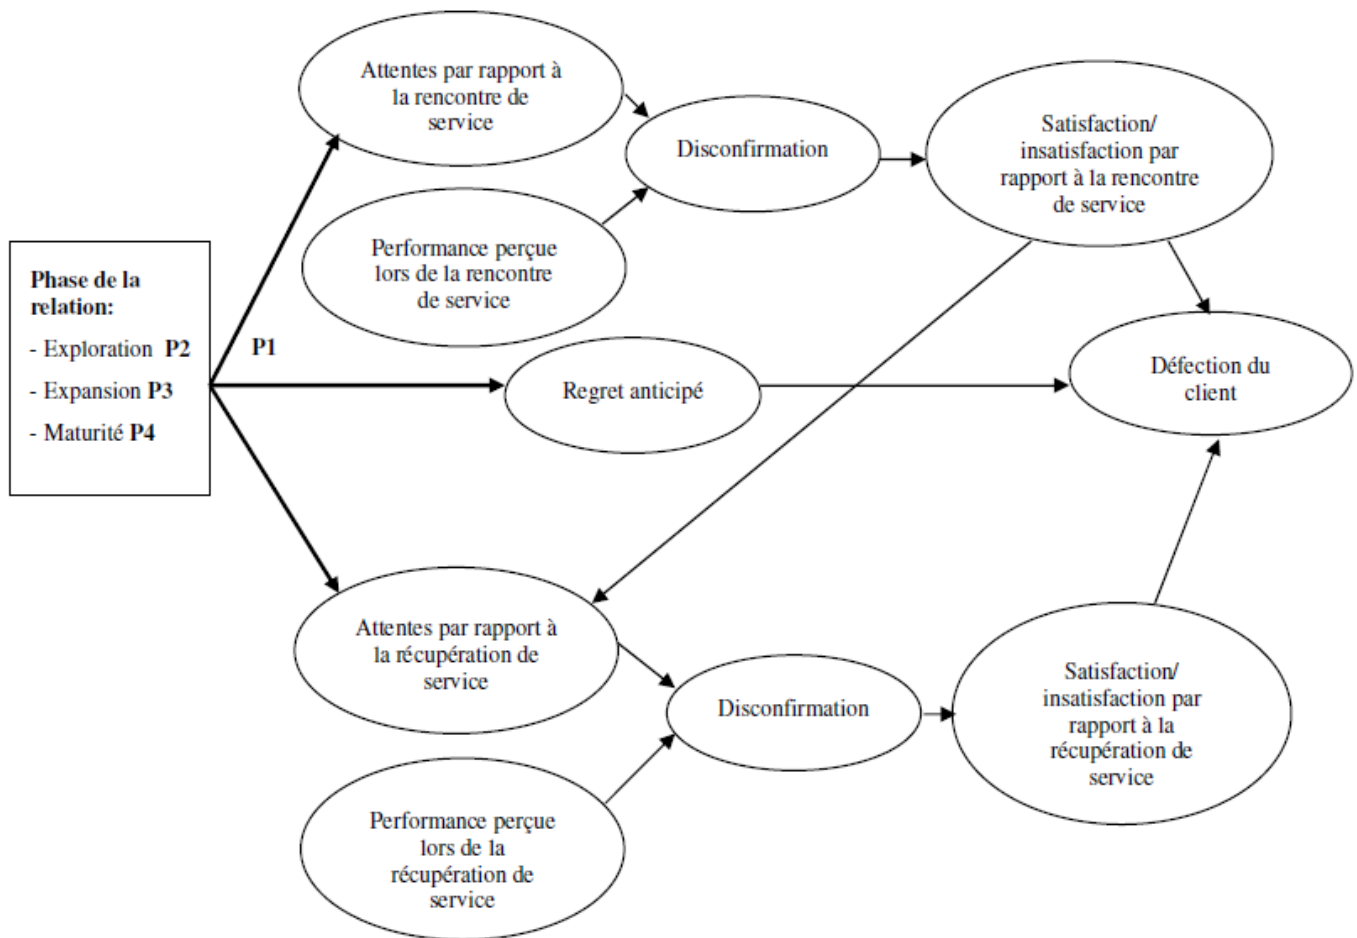 Attentes par rapport à
la rencontre de
service
Disconfirmation
Satisfaction/
insatisfaction par
rapport à la rencontre
de service
Performance perçue
lors de la rencontre
de service
Phase de la
relation:
- Exploration P2
- Expansion P3
- Maturité P4
P1
Regret anticipé
Défection du
client
Attentes par rapport à
la récupération de
service
Disconfirmation
Satisfaction/
insatisfaction par
rapport à la
récupération de
service
Performance perçue
lors de la
récupération de
service